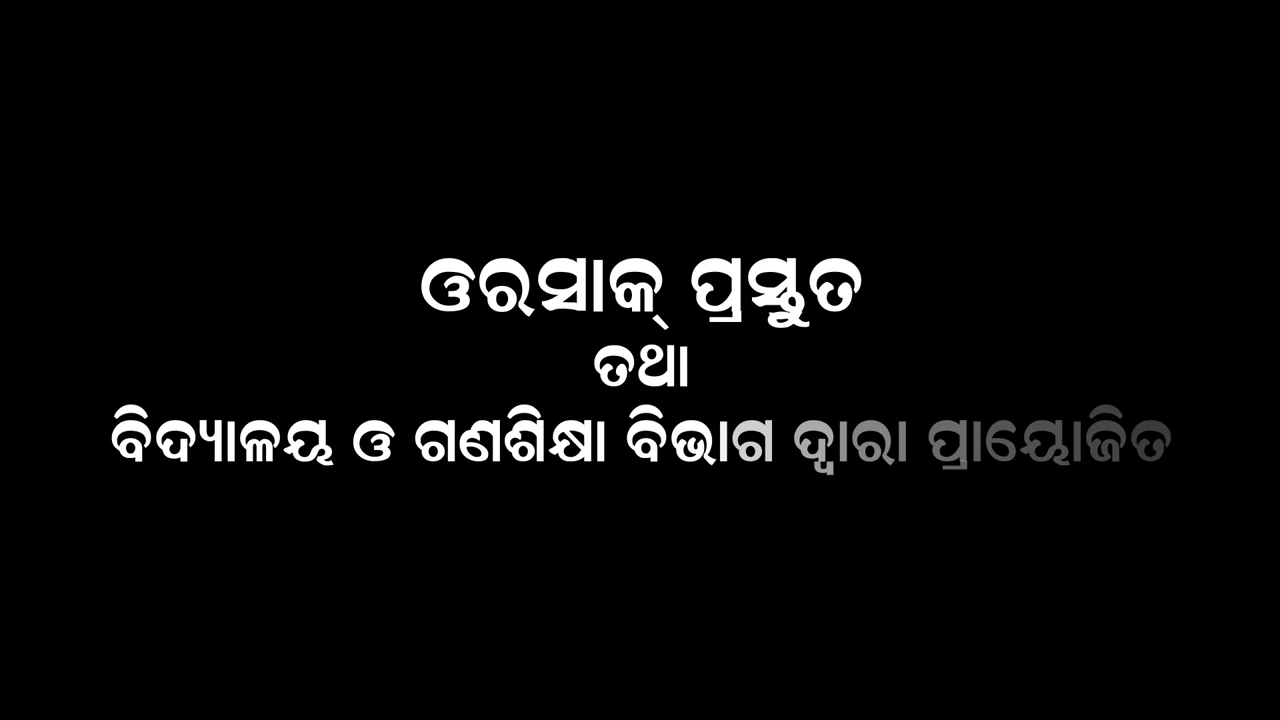 ଓରସାକ୍ ପ୍ରସ୍ତୁତ
ତଥା
ବିଦ୍ୟାଳୟ ଓ ଗଣଶିକ୍ଷା ବିଭାଗ ଦ୍ୱାରା ପ୍ରାୟୋଜିତ